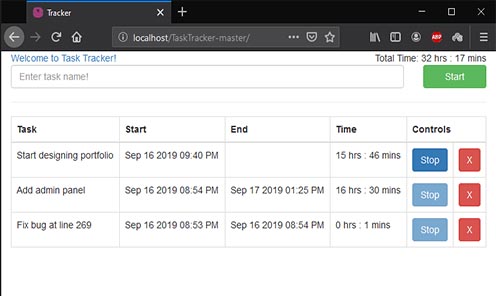 Tracker
localhost/TaskTracker-master/
ABP
Welcome to Task Tracker! Total Time: 32 hrs : 17 mins
Enter task name! Start
Task Start End Time Controls
Start designing portfolio Sep 16 2019 09:40 PM 15 hrs : 46 mins Stop X
Add admin panel Sep 16 2019 08:54 PM Sep 17 2019 01:25 PM 16 hrs : 30 mins Stop X
Fix bug at line 269 Sep 16 2019 08:53 PM Sep 16 2019 08:54 PM 0 hrs : 1 mins Stop X